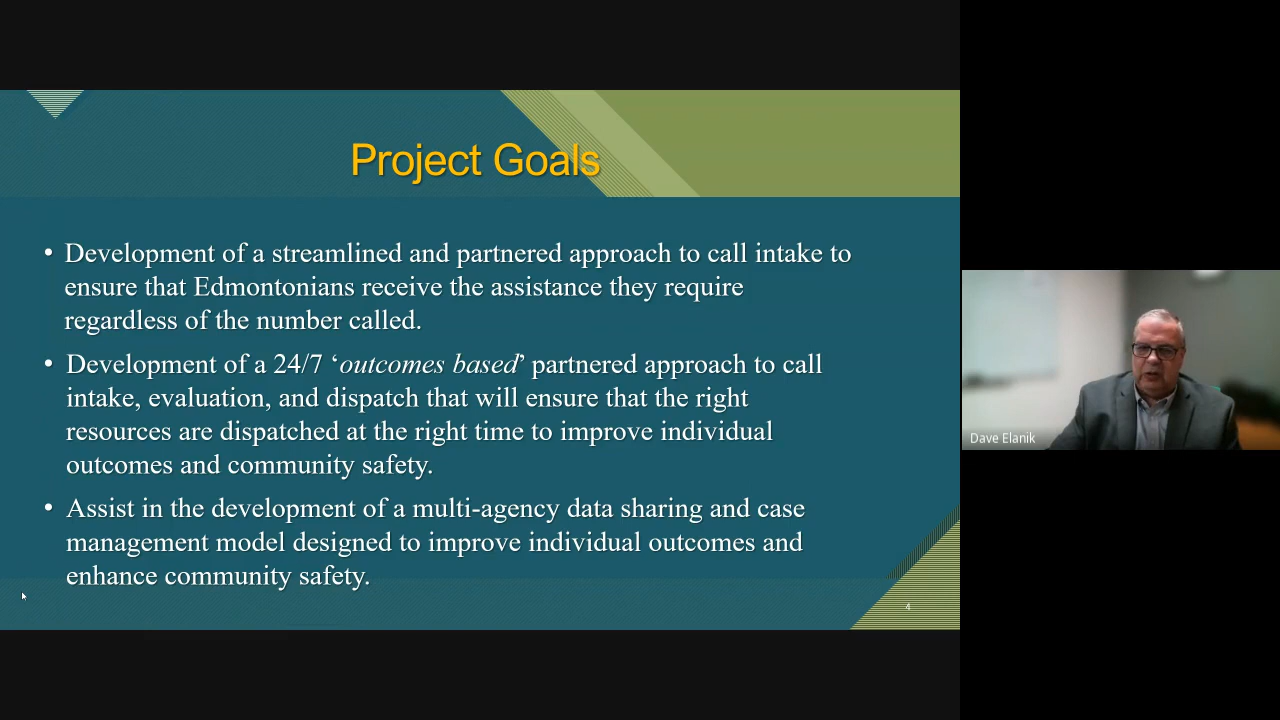 Project Goals
• Development of a streamlined and partnered approach to call intake to
ensure that Edmontonians receive the assistance they require
regardless of the number called.
• Development of a 24/7 ‘outcomes based’ partnered approach to call
intake, evaluation, and dispatch that will ensure that the right
resources are dispatched at the right time to improve individual
outcomes and community safety.
• Assist in the development of a multi-agency data sharing and case
management model designed to improve individual outcomes and
enhance community safety.
4
Dave Elanik